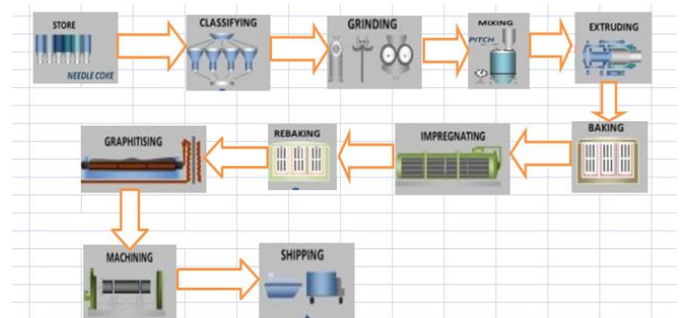 STORE
NEEDLE COKE
CLASSIFYING
GRINDING
MIXING
PITCH
EXTRUDING
BAKING
IMPREGNATING
REBAKING
GRAPHITISING
MACHINING
SHIPPING